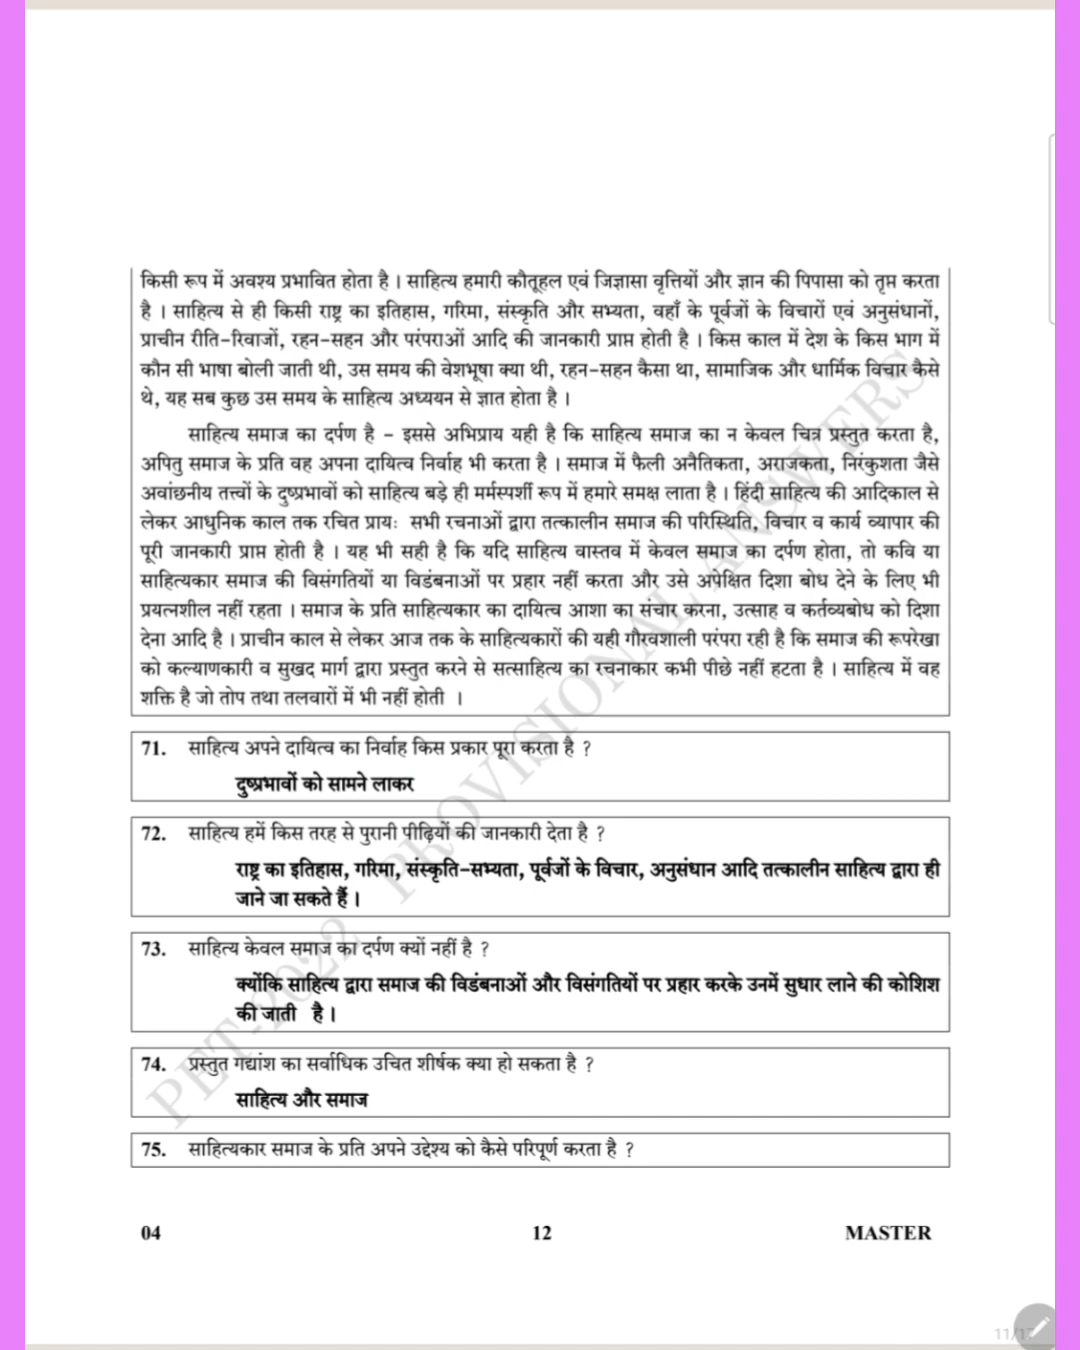 किसी रूप में अवश्य प्रभावित होता है । साहित्य हमारी कौतूहल एवं जिज्ञासा वृत्तियों और ज्ञान की पिपासा को तृप्त करता
है । साहित्य से ही किसी राष्ट्र का इतिहास, गरिमा, संस्कृति और सभ्यता, वहाँ के पूर्वजों के विचारों एवं अनुसंधानों,
प्राचीन रीति-रिवाजों, रहन-सहन और परंपराओं आदि की जानकारी प्राप्त होती है । किस काल में देश के किस भाग में
कौन सी भाषा बोली जाती थी, उस समय की वेशभूषा क्या थी, रहन-सहन कैसा था, सामाजिक और धार्मिक विचार कैसे
थे, यह सब कुछ उस समय के साहित्य अध्ययन से ज्ञात होता है ।
साहित्य समाज का दर्पण है - इससे अभिप्राय यही है कि साहित्य समाज का न केवल चित्र प्रस्तुत करता है,
अपितु समाज के प्रति वह अपना दायित्व निर्वाह भी करता है । समाज में फैली अनैतिकता, अराजकता, निरंकुशता जैसे
अवांछनीय तत्त्वों के दुष्प्रभावों को साहित्य बड़े ही मर्मस्पर्शी रूप में हमारे समक्ष लाता है । हिंदी साहित्य की आदिकाल से
लेकर आधुनिक काल तक रचित प्रायः सभी रचनाओं द्वारा तत्कालीन समाज की परिस्थिति, विचार व कार्य व्यापार की
पूरी जानकारी प्राप्त होती है । यह भी सही है कि यदि साहित्य वास्तव में केवल समाज का दर्पण होता, तो कवि या
साहित्यकार समाज की विसंगतियों या विडंबनाओं पर प्रहार नहीं करता और उसे अपेक्षित दिशा बोध देने के लिए भी
प्रयत्नशील नहीं रहता । समाज के प्रति साहित्यकार का दायित्व आशा का संचार करना, उत्साह व कर्तव्यबोध को दिशा
देना आदि है । प्राचीन काल से लेकर आज तक के साहित्यकारों की यही गौरवशाली परंपरा रही है कि समाज की रूपरेखा
को कल्याणकारी व सुखद मार्ग द्वारा प्रस्तुत करने से सत्साहित्य का रचनाकार कभी पीछे नहीं हटता है । साहित्य में वह
शक्ति है जो तोप तथा तलवारों में भी नहीं होती ।
71. साहित्य अपने दायित्व का निर्वाह किस प्रकार पूरा करता है ?
दुष्प्रभावों को सामने लाकर
72. साहित्य हमें किस तरह से पुरानी पीढ़ियों की जानकारी देता है ?
राष्ट्र का इतिहास, गरिमा, संस्कृति-सभ्यता, पूर्वजों के विचार, अनुसंधान आदि तत्कालीन साहित्य द्वारा ही
जाने जा सकते हैं ।
73. साहित्य केवल समाज का दर्पण क्यों नहीं है ?
क्योंकि साहित्य द्वारा समाज की विडंबनाओं और विसंगतियों पर प्रहार करके उनमें सुधार लाने की कोशिश
की जाती है ।
74. प्रस्तुत गद्यांश का सर्वाधिक उचित शीर्षक क्या हो सकता है ?
साहित्य और समाज
75. साहित्यकार समाज के प्रति अपने उद्देश्य को कैसे परिपूर्ण करता है ?
04 12 MASTER
PET-2022 PROVISIONAL ANSWERS
11/17